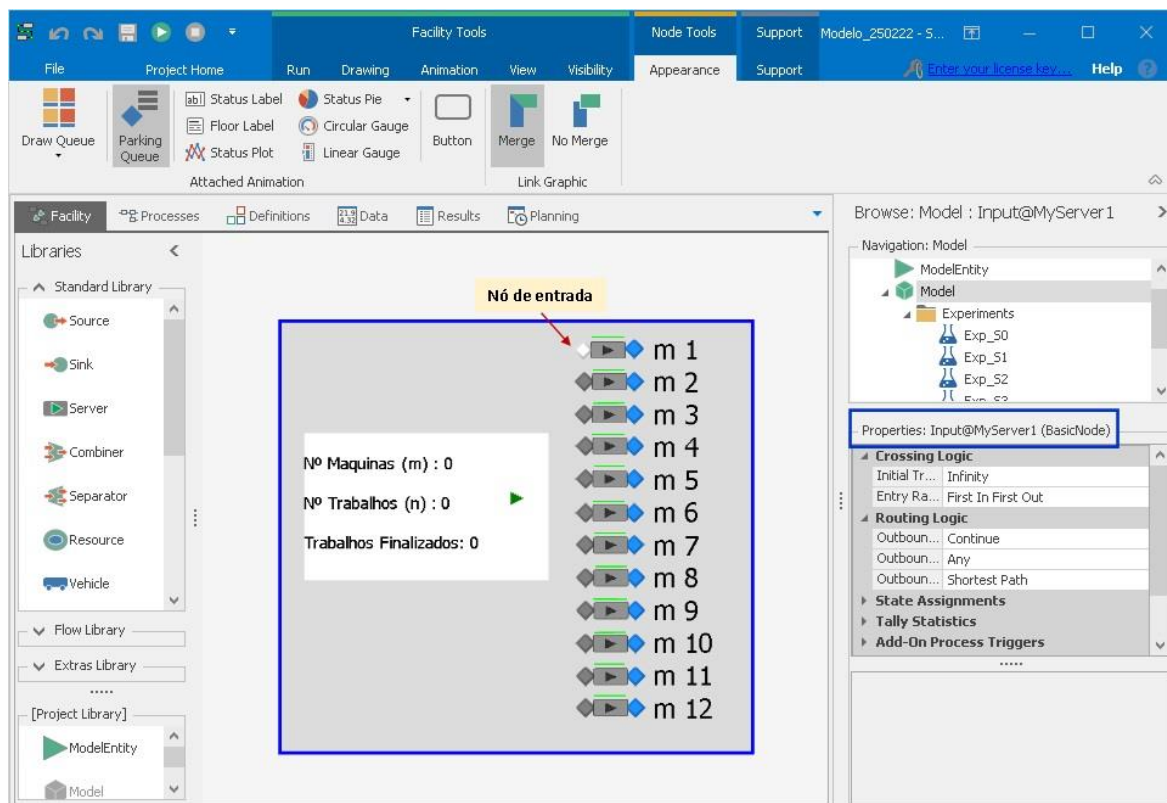 Facility Tools
Node Tools
Support
Modelo_250222 - S...
File
Project Home
Run
Drawing
Animation
View
Visibility
Appearance
Support
Enter your license key...
Help
Draw Queue
Parking Queue
Status Label
Floor Label
Status Plot
Status Pie
Circular Gauge
Linear Gauge
Button
Attached Animation
Merge
No Merge
Link Graphic
Facility
Processes
Definitions
Data
Results
Planning
Browse: Model : Input@MyServer1
Libraries
Standard Library
Source
Sink
Server
Combiner
Separator
Resource
Vehicle
Flow Library
Extras Library
[Project Library]
ModelEntity
Model
Nó de entrada
Nº Maquinas (m) : 0
Nº Trabalhos (n) : 0
Trabalhos Finalizados: 0
m 1
m 2
m 3
m 4
m 5
m 6
m 7
m 8
m 9
m 10
m 11
m 12
Navigation: Model
ModelEntity
Model
Experiments
Exp_S0
Exp_S1
Exp_S2
Exp_S3
Properties: Input@MyServer1 (BasicNode)
Crossing Logic
Initial Tr... Infinity
Entry Ra... First In First Out
Routing Logic
Outboun... Continue
Outboun... Any
Outboun... Shortest Path
State Assignments
Tally Statistics
Add-On Process Triggers